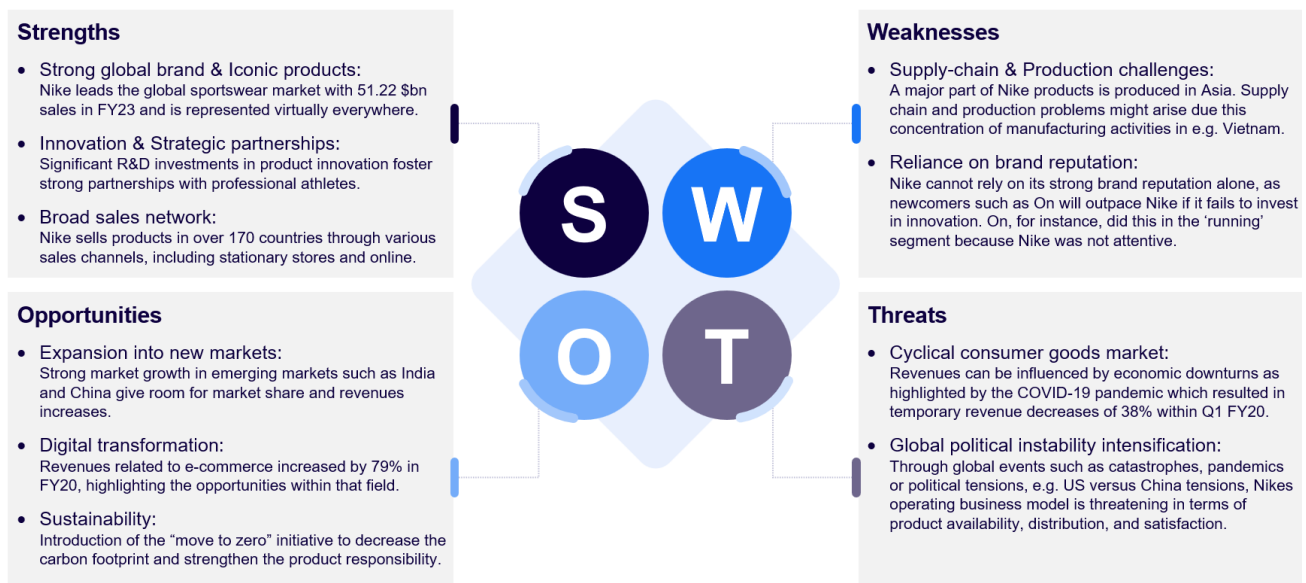 Strengths
• Strong global brand & Iconic products:
Nike leads the global sportswear market with 51.22 $bn
sales in FY23 and is represented virtually everywhere.
• Innovation & Strategic partnerships:
Significant R&D investments in product innovation foster
strong partnerships with professional athletes.
• Broad sales network:
Nike sells products in over 170 countries through various
sales channels, including stationary stores and online.
Weaknesses
• Supply-chain & Production challenges:
A major part of Nike products is produced in Asia. Supply
chain and production problems might arise due this
concentration of manufacturing activities in e.g. Vietnam.
• Reliance on brand reputation:
Nike cannot rely on its strong brand reputation alone, as
newcomers such as On will outpace Nike if it fails to invest
in innovation. On, for instance, did this in the ‘running’
segment because Nike was not attentive.
S
W
O
T
Opportunities
• Expansion into new markets:
Strong market growth in emerging markets such as India
and China give room for market share and revenues
increases.
• Digital transformation:
Revenues related to e-commerce increased by 79% in
FY20, highlighting the opportunities within that field.
• Sustainability:
Introduction of the “move to zero” initiative to decrease the
carbon footprint and strengthen the product responsibility.
Threats
• Cyclical consumer goods market:
Revenues can be influenced by economic downturns as
highlighted by the COVID-19 pandemic which resulted in
temporary revenue decreases of 38% within Q1 FY20.
• Global political instability intensification:
Through global events such as catastrophes, pandemics
or political tensions, e.g. US versus China tensions, Nikes
operating business model is threatening in terms of
product availability, distribution, and satisfaction.